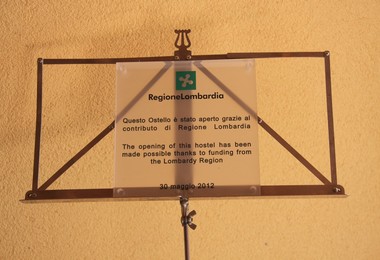 RegioneLombardia
Questo Ostello è stato aperto grazie al
contributo di Regione Lombardia
The opening of this hostel has been
made possible thanks to funding from
the Lombardy Region
30 maggio 2012